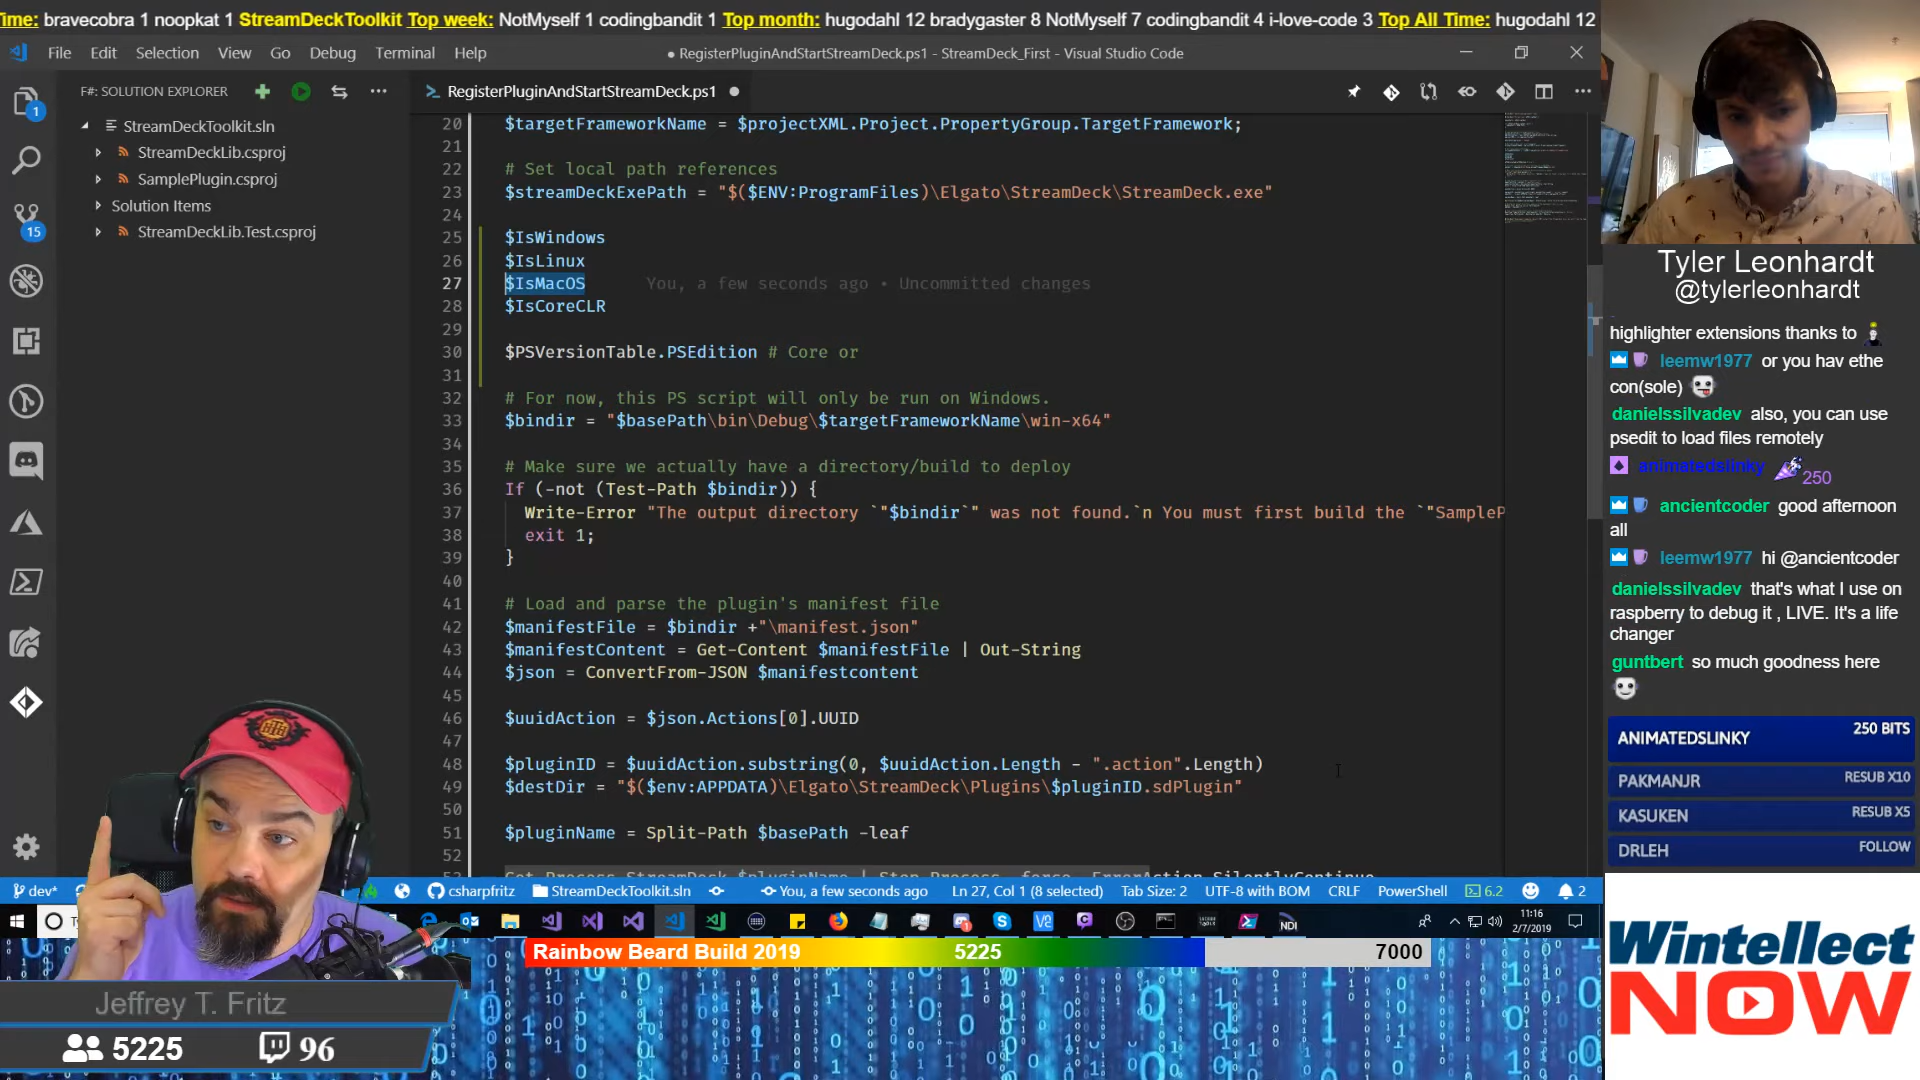 Time: bravecobra 1 noopkat 1 StreamDeckToolkit Top week: NotMyself 1 codingbandit 1 Top month: hugodahl 12 bradygaster 8 NotMyself 7 codingbandit 4 i-love-code 3 Top All Time: hugodahl 12
File Edit Selection View Go Debug Terminal Help
● RegisterPluginAndStartStreamDeck.ps1 - StreamDeck_First - Visual Studio Code
F#: SOLUTION EXPLORER
RegisterPluginAndStartStreamDeck.ps1
StreamDeckToolkit.sln
StreamDeckLib.csproj
SamplePlugin.csproj
Solution Items
StreamDeckLib.Test.csproj
1
15
20 $targetFrameworkName = $projectXML.Project.PropertyGroup.TargetFramework;
21
22 # Set local path references
23 $streamDeckExePath = "$($ENV:ProgramFiles)\Elgato\StreamDeck\StreamDeck.exe"
24
25 $IsWindows
26 $IsLinux
27 $IsMacOS You, a few seconds ago • Uncommitted changes
28 $IsCoreCLR
29
30 $PSVersionTable.PSEdition # Core or
31
32 # For now, this PS script will only be run on Windows.
33 $bindir = "$basePath\bin\Debug\$targetFrameworkName\win-x64"
34
35 # Make sure we actually have a directory/build to deploy
36 If (-not (Test-Path $bindir)) {
37 Write-Error "The output directory `"$bindir`" was not found.`n You must first build the `"SampleP
38 exit 1;
39 }
40
41 # Load and parse the plugin's manifest file
42 $manifestFile = $bindir +"\manifest.json"
43 $manifestContent = Get-Content $manifestFile | Out-String
44 $json = ConvertFrom-JSON $manifestcontent
45
46 $uuidAction = $json.Actions[0].UUID
47
48 $pluginID = $uuidAction.substring(0, $uuidAction.Length - ".action".Length)
49 $destDir = "$($env:APPDATA)\Elgato\StreamDeck\Plugins\$pluginID.sdPlugin"
50
51 $pluginName = Split-Path $basePath -leaf
52
dev* csharpfritz StreamDeckToolkit.sln You, a few seconds ago Ln 27, Col 1 (8 selected) Tab Size: 2 UTF-8 with BOM CRLF PowerShell 6.2 2
NDI
11:16
2/7/2019
Tyler Leonhardt
@tylerleonhardt
highlighter extensions thanks to
leemw1977 or you hav ethe
con(sole)
danielssilvadev also, you can use
psedit to load files remotely
animatedslinky 250
ancientcoder good afternoon
all
leemw1977 hi @ancientcoder
danielssilvadev that's what I use on
raspberry to debug it , LIVE. It's a life
changer
guntbert so much goodness here
ANIMATEDSLINKY 250 BITS
PAKMANJR RESUB X10
KASUKEN RESUB X5
DRLEH FOLLOW
Rainbow Beard Build 2019 5225 7000
Jeffrey T. Fritz
5225 96
Wintellect
NOW